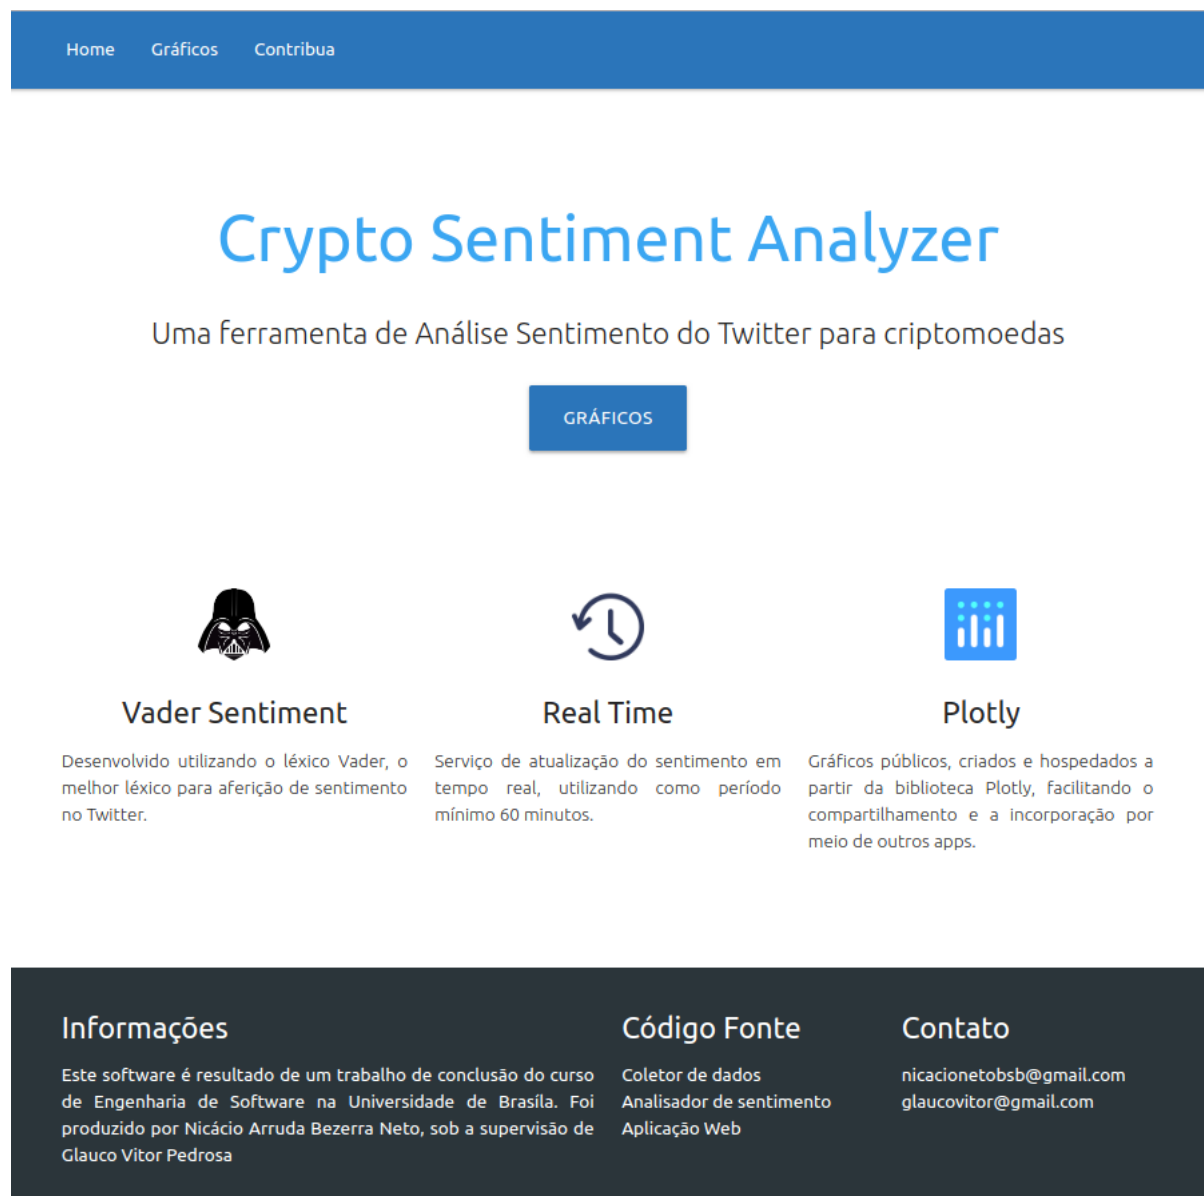 Home Gráficos Contribua
Crypto Sentiment Analyzer
Uma ferramenta de Análise Sentimento do Twitter para criptomoedas
GRÁFICOS
Vader Sentiment
Desenvolvido utilizando o léxico Vader, o
melhor léxico para aferição de sentimento
no Twitter.
Real Time
Serviço de atualização do sentimento em
tempo real, utilizando como período
mínimo 60 minutos.
Plotly
Gráficos públicos, criados e hospedados a
partir da biblioteca Plotly, facilitando o
compartilhamento e a incorporação por
meio de outros apps.
Informações
Este software é resultado de um trabalho de conclusão do curso
de Engenharia de Software na Universidade de Brasíla. Foi
produzido por Nicácio Arruda Bezerra Neto, sob a supervisão de
Glauco Vitor Pedrosa
Código Fonte
Coletor de dados
Analisador de sentimento
Aplicação Web
Contato
nicacionetobsb@gmail.com
glaucovitor@gmail.com